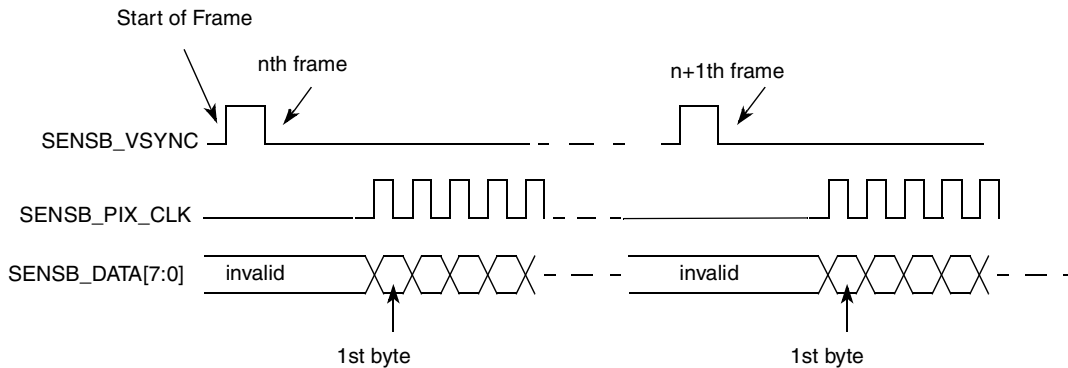 Start of Frame
nth frame
n+1th frame
SENSB_VSYNC
SENSB_PIX_CLK
SENSB_DATA[7:0]
invalid
invalid
1st byte
1st byte